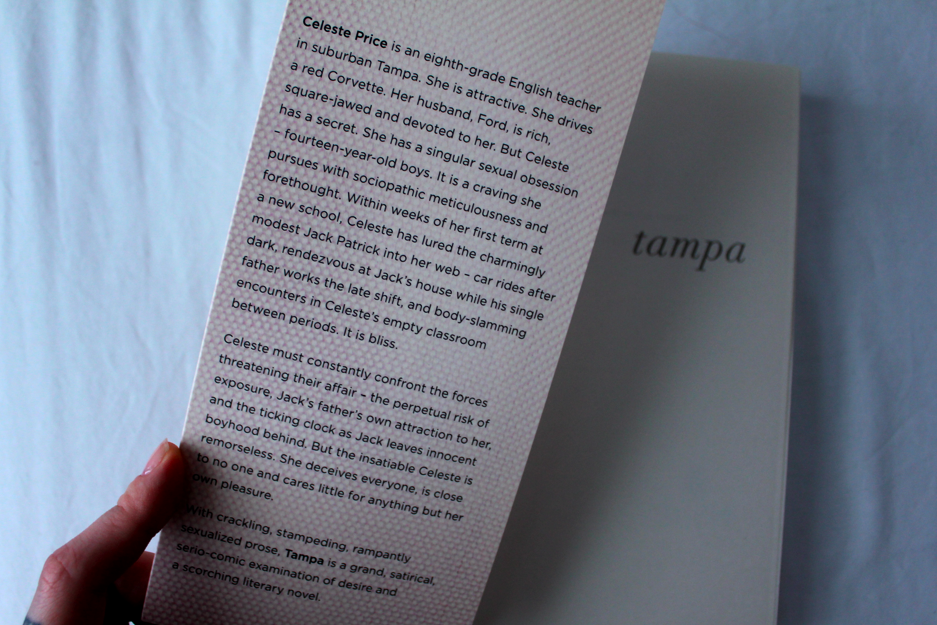 Celeste Price is an eighth-grade English teacher
in suburban Tampa. She is attractive. She drives
a red Corvette. Her husband, Ford, is rich,
square-jawed and devoted to her. But Celeste
has a secret. She has a singular sexual obsession
– fourteen-year-old boys. It is a craving she
pursues with sociopathic meticulousness and
forethought. Within weeks of her first term at
a new school, Celeste has lured the charmingly
modest Jack Patrick into her web – car rides after
dark, rendezvous at Jack's house while his single
father works the late shift, and body-slamming
encounters in Celeste's empty classroom
between periods. It is bliss.
Celeste must constantly confront the forces
threatening their affair – the perpetual risk of
exposure, Jack's father's own attraction to her,
and the ticking clock as Jack leaves innocent
boyhood behind. But the insatiable Celeste is
remorseless. She deceives everyone, is close
to no one and cares little for anything but her
own pleasure.
With crackling, stampeding, rampantly
sexualized prose, Tampa is a grand, satirical,
serio-comic examination of desire and
a scorching literary novel.
tampa